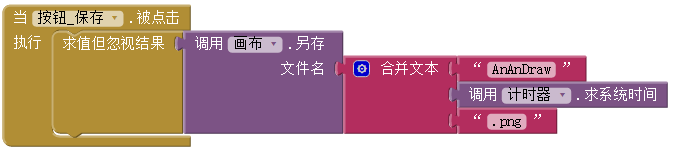 当 按钮_保存 .被点击
执行 求值但忽视结果 调用 画布 .另存
文件名 合并文本 “ AnAnDraw ”
调用 计时器 .求系统时间
“ .png ”